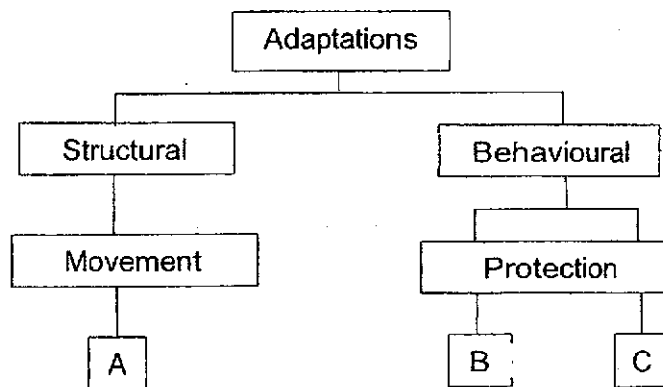 Adaptations
Structural
Behavioural
Movement
Protection
A
B
C